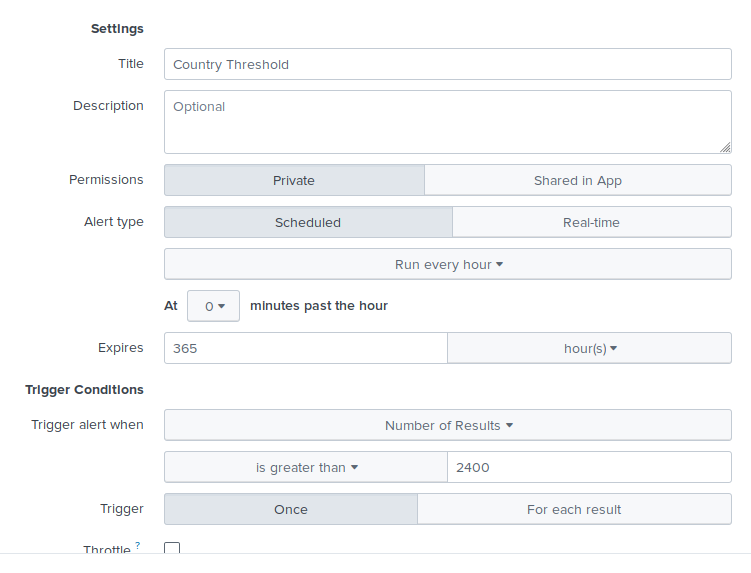 Settings
Title Country Threshold
Description Optional
Permissions Private Shared in App
Alert type Scheduled Real-time
Run every hour
At 0 minutes past the hour
Expires 365 hour(s)
Trigger Conditions
Trigger alert when Number of Results
is greater than 2400
Trigger Once For each result
Throttle ?